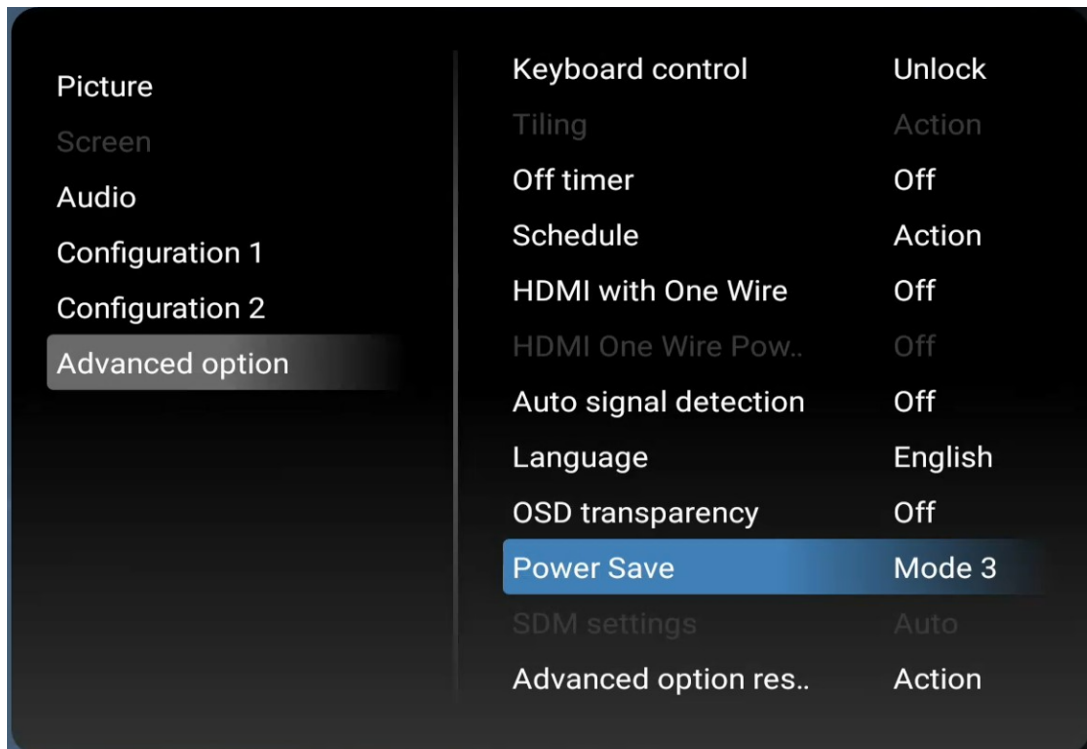 Picture
Screen
Audio
Configuration 1
Configuration 2
Advanced option
Keyboard control Unlock
Tiling Action
Off timer Off
Schedule Action
HDMI with One Wire Off
HDMI One Wire Pow.. Off
Auto signal detection Off
Language English
OSD transparency Off
Power Save Mode 3
SDM settings Auto
Advanced option res.. Action